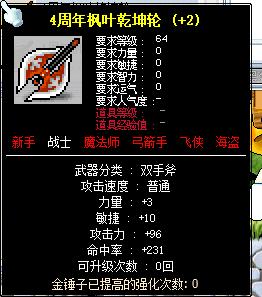 4周年枫叶乾坤轮 (+2)
要求等级: 64
要求力量: 0
要求敏捷: 0
要求智力: 0
要求运气: 0
要求人气度: -
道具等级: -
道具经验值: -
新手 战士 魔法师 弓箭手 飞侠 海盗
武器分类 : 双手斧
攻击速度 : 普通
力量 : +3
敏捷 : +10
攻击力 : +96
命中率 : +231
可升级次数 : 0回
金锤子已提高的强化次数: 0